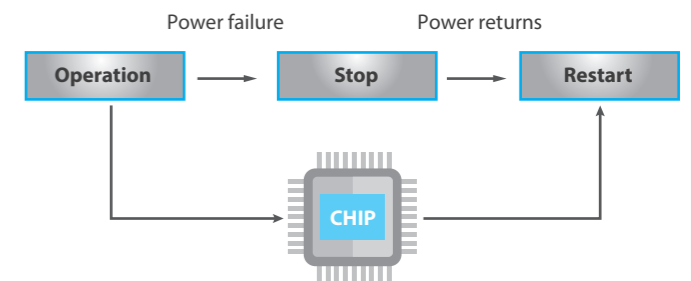 Power failure
Power returns
Operation
Stop
Restart
CHIP